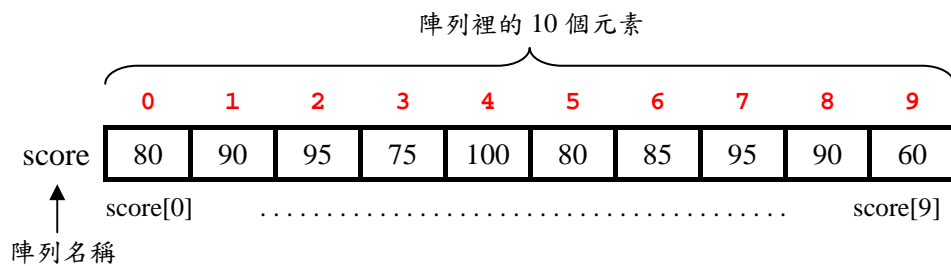 陣列裡的 10 個元素
0 1 2 3 4 5 6 7 8 9
score 80 90 95 75 100 80 85 95 90 60
score[0] ........................................ score[9]
陣列名稱